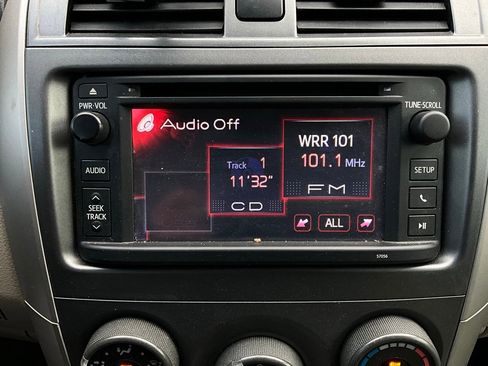 PWR·VOL
TUNE·SCROLL
Audio Off
WRR 101
101.1 MHz
FM
Track 1
11'32"
CD
ALL
AUDIO
SEEK
TRACK
SETUP
57056